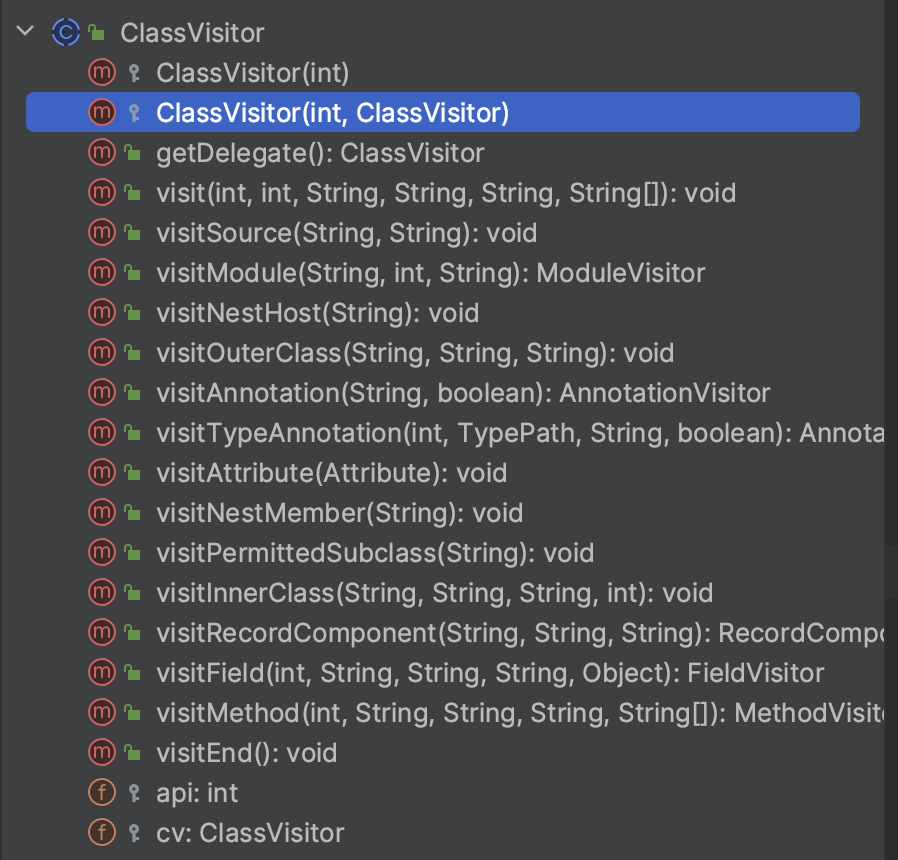 ClassVisitor
ClassVisitor(int)
ClassVisitor(int, ClassVisitor)
getDelegate(): ClassVisitor
visit(int, int, String, String, String, String[]): void
visitSource(String, String): void
visitModule(String, int, String): ModuleVisitor
visitNestHost(String): void
visitOuterClass(String, String, String): void
visitAnnotation(String, boolean): AnnotationVisitor
visitTypeAnnotation(int, TypePath, String, boolean): Annota
visitAttribute(Attribute): void
visitNestMember(String): void
visitPermittedSubclass(String): void
visitInnerClass(String, String, String, int): void
visitRecordComponent(String, String, String): RecordCompo
visitField(int, String, String, String, Object): FieldVisitor
visitMethod(int, String, String, String, String[]): MethodVisit
visitEnd(): void
api: int
cv: ClassVisitor